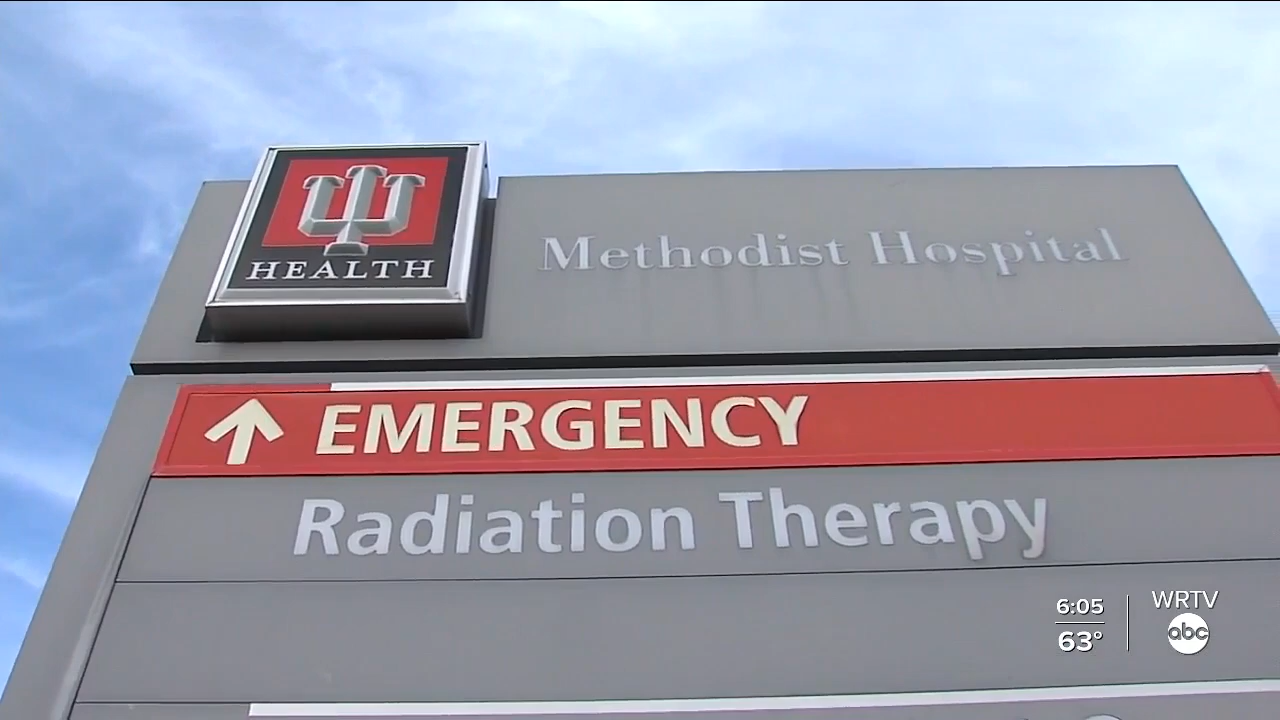 HEALTH
Methodist Hospital
EMERGENCY
Radiation Therapy
6:05
63°
WRTV
abc